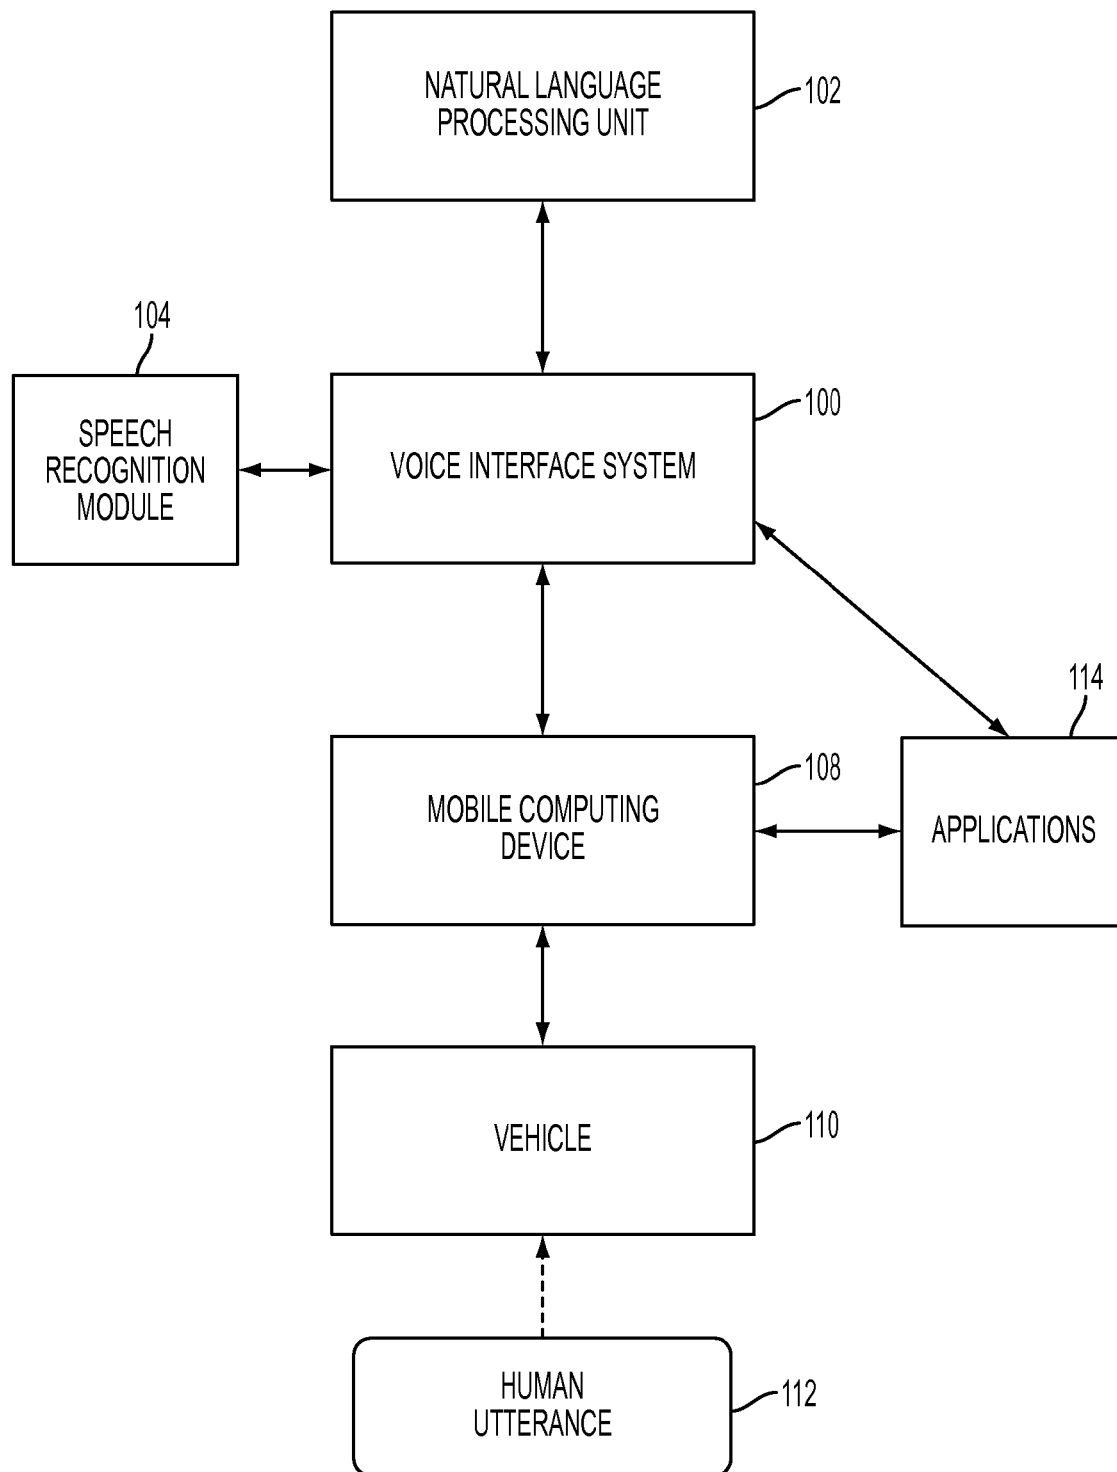 NATURAL LANGUAGE
PROCESSING UNIT
102
104
SPEECH
RECOGNITION
MODULE
VOICE INTERFACE SYSTEM
100
114
MOBILE COMPUTING
DEVICE
108
APPLICATIONS
VEHICLE
110
HUMAN
UTTERANCE
112